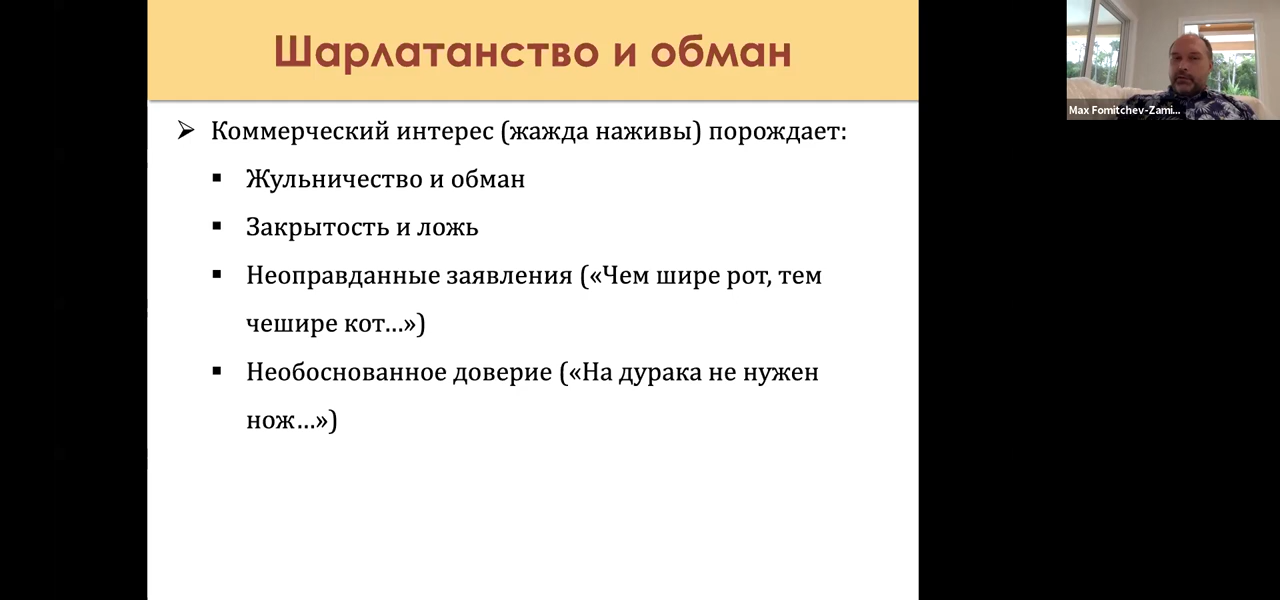 Шарлатанство и обман
➢ Коммерческий интерес (жажда наживы) порождает:
▪ Жульничество и обман
▪ Закрытость и ложь
▪ Неоправданные заявления («Чем шире рот, тем
чешире кот...»)
▪ Необоснованное доверие («На дурака не нужен
нож...»)
Max Fomitchev-Zami...